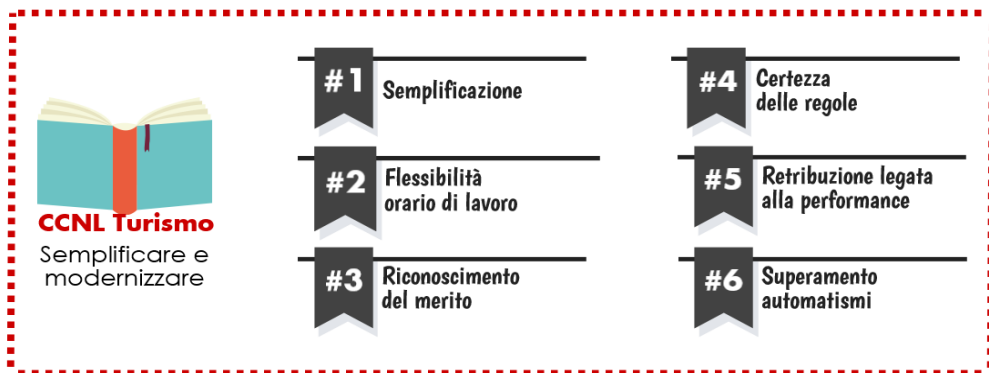 CCNL Turismo
Semplificare e
modernizzare
#1
Semplificazione
#2
Flessibilità
orario di lavoro
#3
Riconoscimento
del merito
#4
Certezza
delle regole
#5
Retribuzione legata
alla performance
#6
Superamento
automatismi